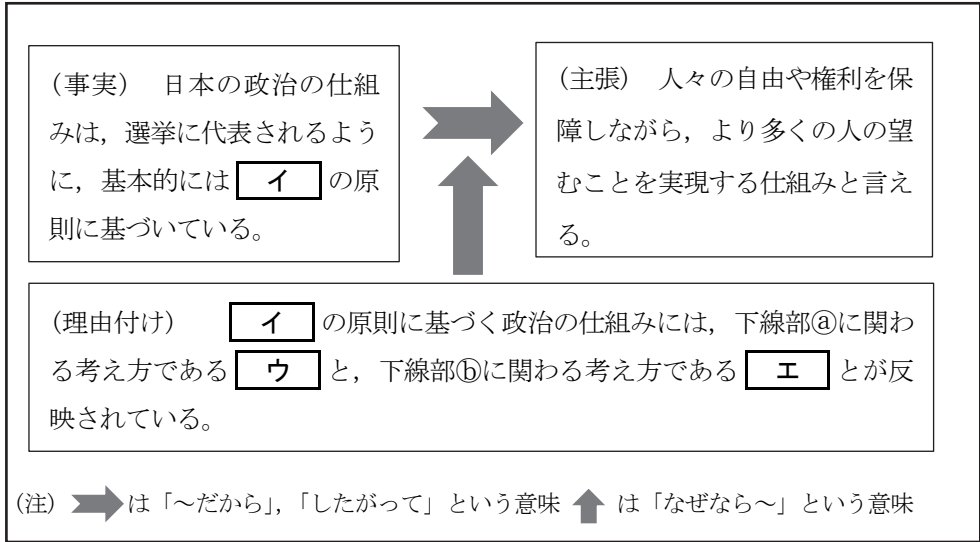 (事実) 日本の政治の仕組
みは,選挙に代表されるよう
に,基本的には イ の原
則に基づいている。
(主張) 人々の自由や権利を保
障しながら,より多くの人の望
むことを実現する仕組みと言え
る。
(理由付け) イ の原則に基づく政治の仕組みには,下線部ⓐに関わ
る考え方である ウ と,下線部ⓑに関わる考え方である エ とが反
映されている。
(注) は「~だから」,「したがって」という意味 は「なぜなら~」という意味